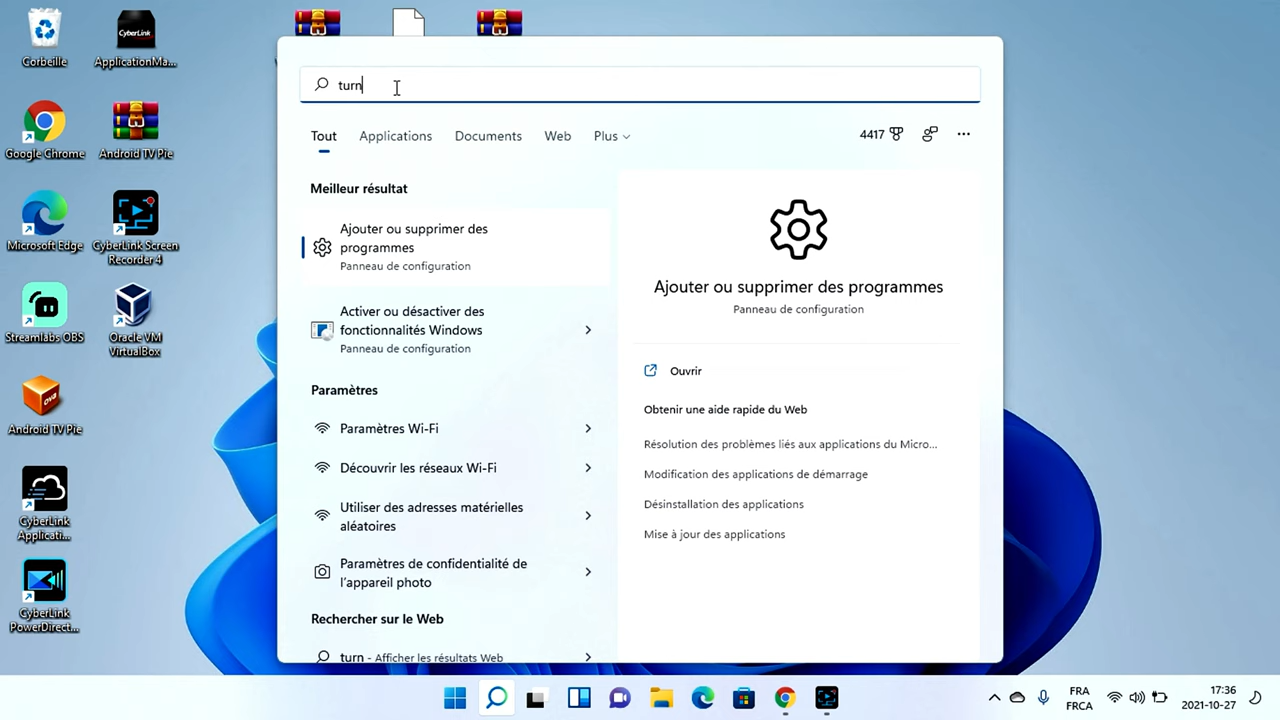 turn
Tout
Applications
Documents
Web
Plus
4417
Meilleur résultat
Ajouter ou supprimer des
programmes
Panneau de configuration
Activer ou désactiver des
fonctionnalités Windows
Panneau de configuration
Paramètres
Paramètres Wi-Fi
Découvrir les réseaux Wi-Fi
Utiliser des adresses matérielles
aléatoires
Paramètres de confidentialité de
l'appareil photo
Rechercher sur le Web
turn - Afficher les résultats Web
Ajouter ou supprimer des programmes
Panneau de configuration
Ouvrir
Obtenir une aide rapide du Web
Résolution des problèmes liés aux applications du Micro...
Modification des applications de démarrage
Désinstallation des applications
Mise à jour des applications
Corbeille
CyberLink
ApplicationMa...
Google Chrome
Android TV Pie
Microsoft Edge
CyberLink Screen
Recorder 4
Streamlabs OBS
Oracle VM
VirtualBox
ova
Android TV Pie
CyberLink
Applicati...
CyberLink
PowerDirect...
FRA
FRCA
17:36
2021-10-27